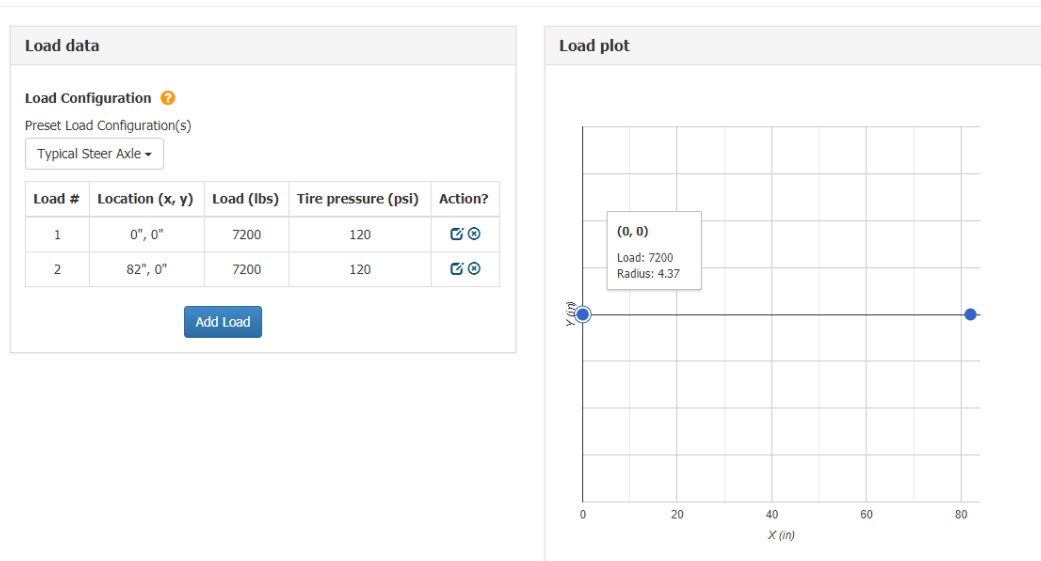 Load data
Load Configuration ?
Preset Load Configuration(s)
Typical Steer Axle
Load # Location (x, y) Load (lbs) Tire pressure (psi) Action?
1 0", 0" 7200 120
2 82", 0" 7200 120
Add Load
Load plot
(0, 0)
Load: 7200
Radius: 4.37
Y (in)
0 20 40 60 80
X (in)